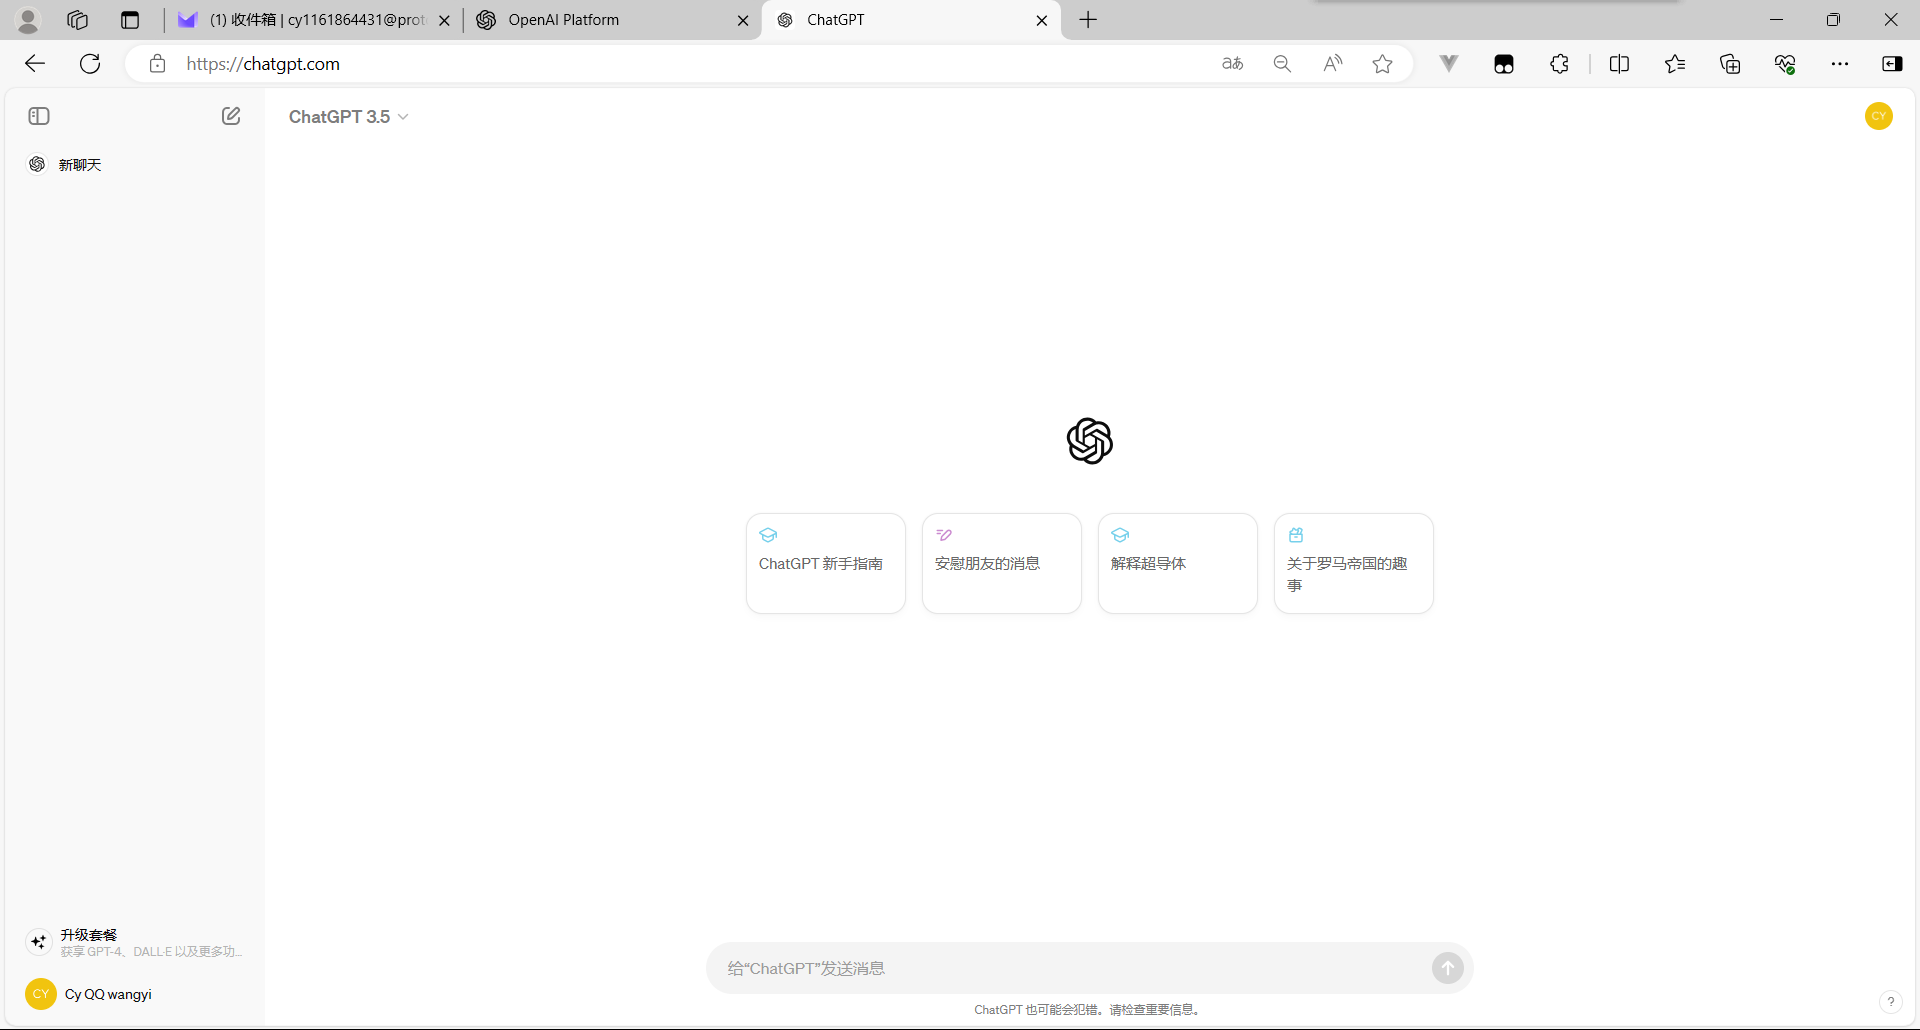 (1) 收件箱 | cy1161864431@prot
OpenAI Platform
ChatGPT
https://chatgpt.com
ChatGPT 3.5
CY
新聊天
ChatGPT 新手指南
安慰朋友的消息
解释超导体
关于罗马帝国的趣
事
升级套餐
获享 GPT-4、DALL·E 以及更多功...
CY
Cy QQ wangyi
给“ChatGPT”发送消息
ChatGPT 也可能会犯错。请检查重要信息。
?